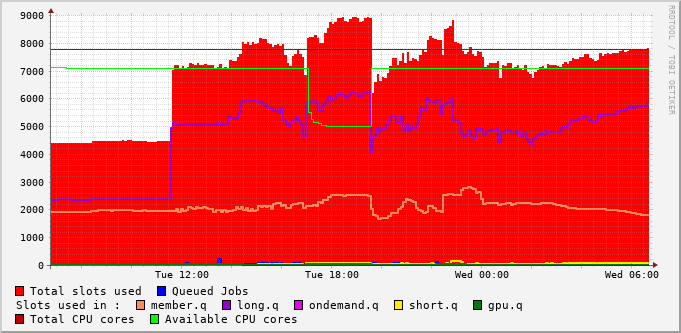 9000
8000
7000
6000
5000
4000
3000
2000
1000
0
Tue 12:00 Tue 18:00 Wed 00:00 Wed 06:00
RRDTOOL / TOBI OETIKER
Total slots used Queued Jobs
Slots used in : member.q long.q ondemand.q short.q gpu.q
Total CPU cores Available CPU cores